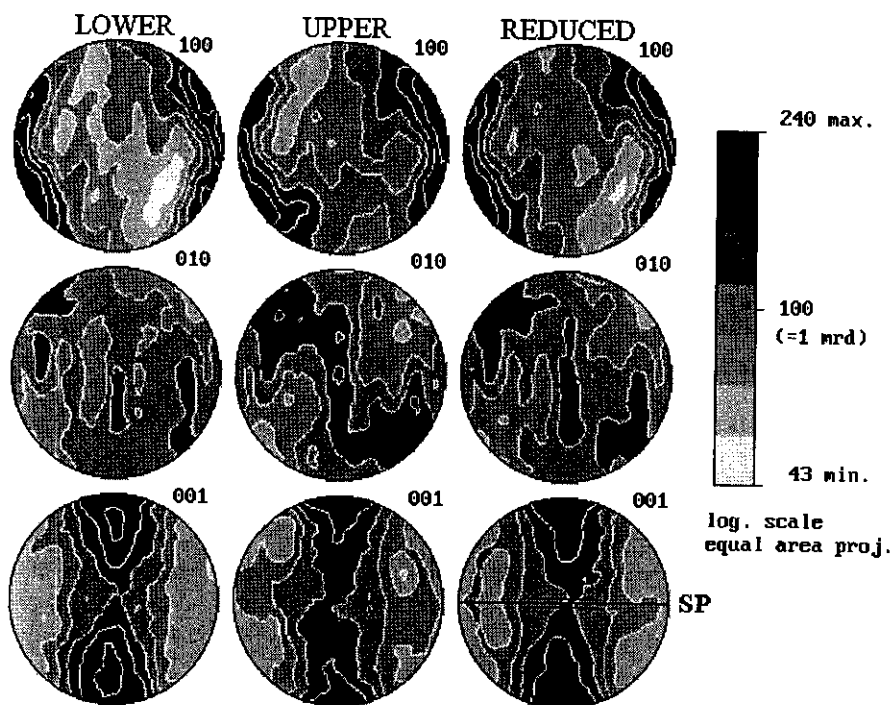 LOWER UPPER REDUCED
100 100 100
240 max.
010 010 010
100
(=1 mrd)
43 min.
001 001 001
log. scale
equal area proj.
SP